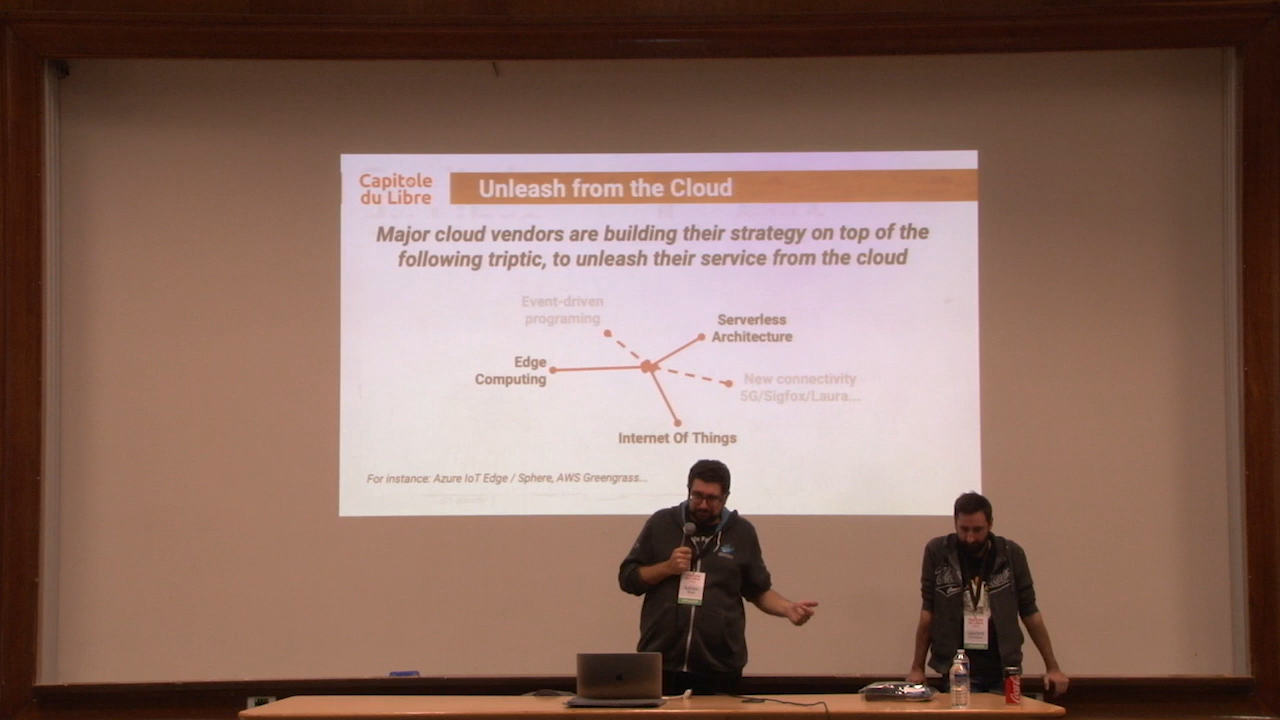 Capitole
du Libre
Unleash from the Cloud
Major cloud vendors are building their strategy on top of the
following triptic, to unleash their service from the cloud
Event-driven
programing
Serverless
Architecture
Edge
Computing
New connectivity
5G/Sigfox/Laura...
Internet Of Things
For instance: Azure IoT Edge / Sphere, AWS Greengrass...